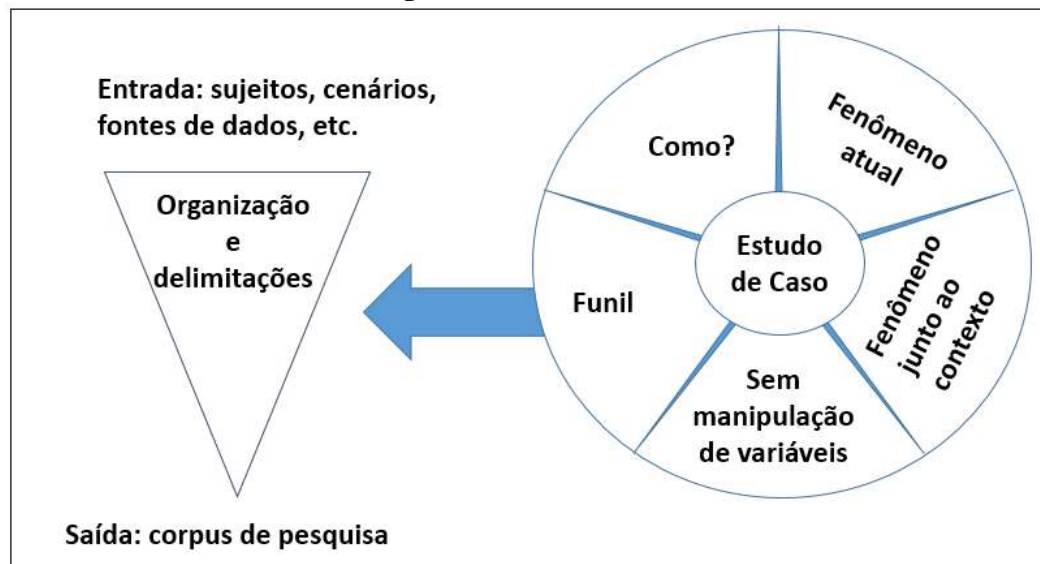 Entrada: sujeitos, cenários,
fontes de dados, etc.
Organização
e
delimitações
Saída: corpus de pesquisa
Como?
Fenômeno
atual
Fenômeno
junto ao
contexto
Sem
manipulação
de variáveis
Funil
Estudo
de Caso